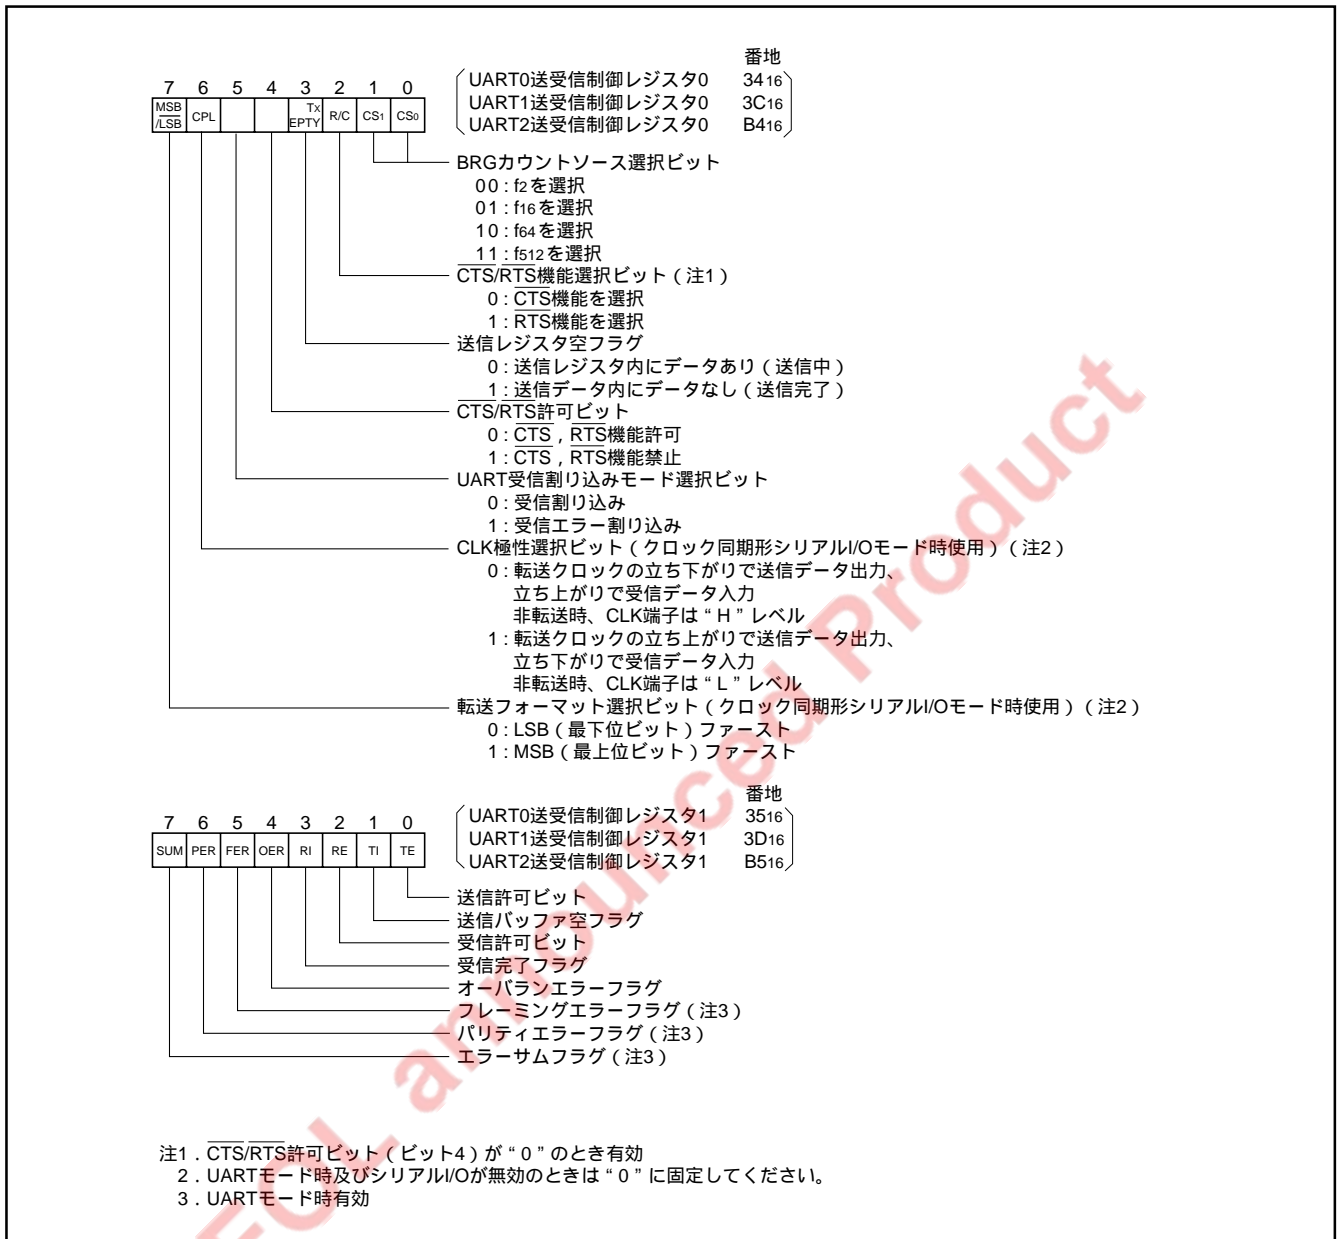 番地
7 6 5 4 3 2 1 0
MSB/LSB CPL Tx EPTY R/C CS1 CS0
UART0送受信制御レジスタ0 3416
UART1送受信制御レジスタ0 3C16
UART2送受信制御レジスタ0 B416
BRGカウントソース選択ビット
00 : f2を選択
01 : f16を選択
10 : f64を選択
11 : f512を選択
CTS/RTS機能選択ビット(注1)
0 : CTS機能を選択
1 : RTS機能を選択
送信レジスタ空フラグ
0 : 送信レジスタ内にデータあり(送信中)
1 : 送信データ内にデータなし(送信完了)
CTS/RTS許可ビット
0 : CTS , RTS機能許可
1 : CTS , RTS機能禁止
UART受信割り込みモード選択ビット
0 : 受信割り込み
1 : 受信エラー割り込み
CLK極性選択ビット(クロック同期形シリアルI/Oモード時使用)(注2)
0 : 転送クロックの立ち下がりで送信データ出力、
立ち上がりで受信データ入力
非転送時、CLK端子は“H”レベル
1 : 転送クロックの立ち上がりで送信データ出力、
立ち下がりで受信データ入力
非転送時、CLK端子は“L”レベル
転送フォーマット選択ビット(クロック同期形シリアルI/Oモード時使用)(注2)
0 : LSB(最下位ビット)ファースト
1 : MSB(最上位ビット)ファースト
番地
7 6 5 4 3 2 1 0
SUM PER FER OER RI RE TI TE
UART0送受信制御レジスタ1 3516
UART1送受信制御レジスタ1 3D16
UART2送受信制御レジスタ1 B516
送信許可ビット
送信バッファ空フラグ
受信許可ビット
受信完了フラグ
オーバランエラーフラグ
フレーミングエラーフラグ(注3)
パリティエラーフラグ(注3)
エラーサムフラグ(注3)
注1.CTS/RTS許可ビット(ビット4)が“0”のとき有効
2.UARTモード時及びシリアルI/Oが無効のときは“0”に固定してください。
3.UARTモード時有効
EOL announced Product